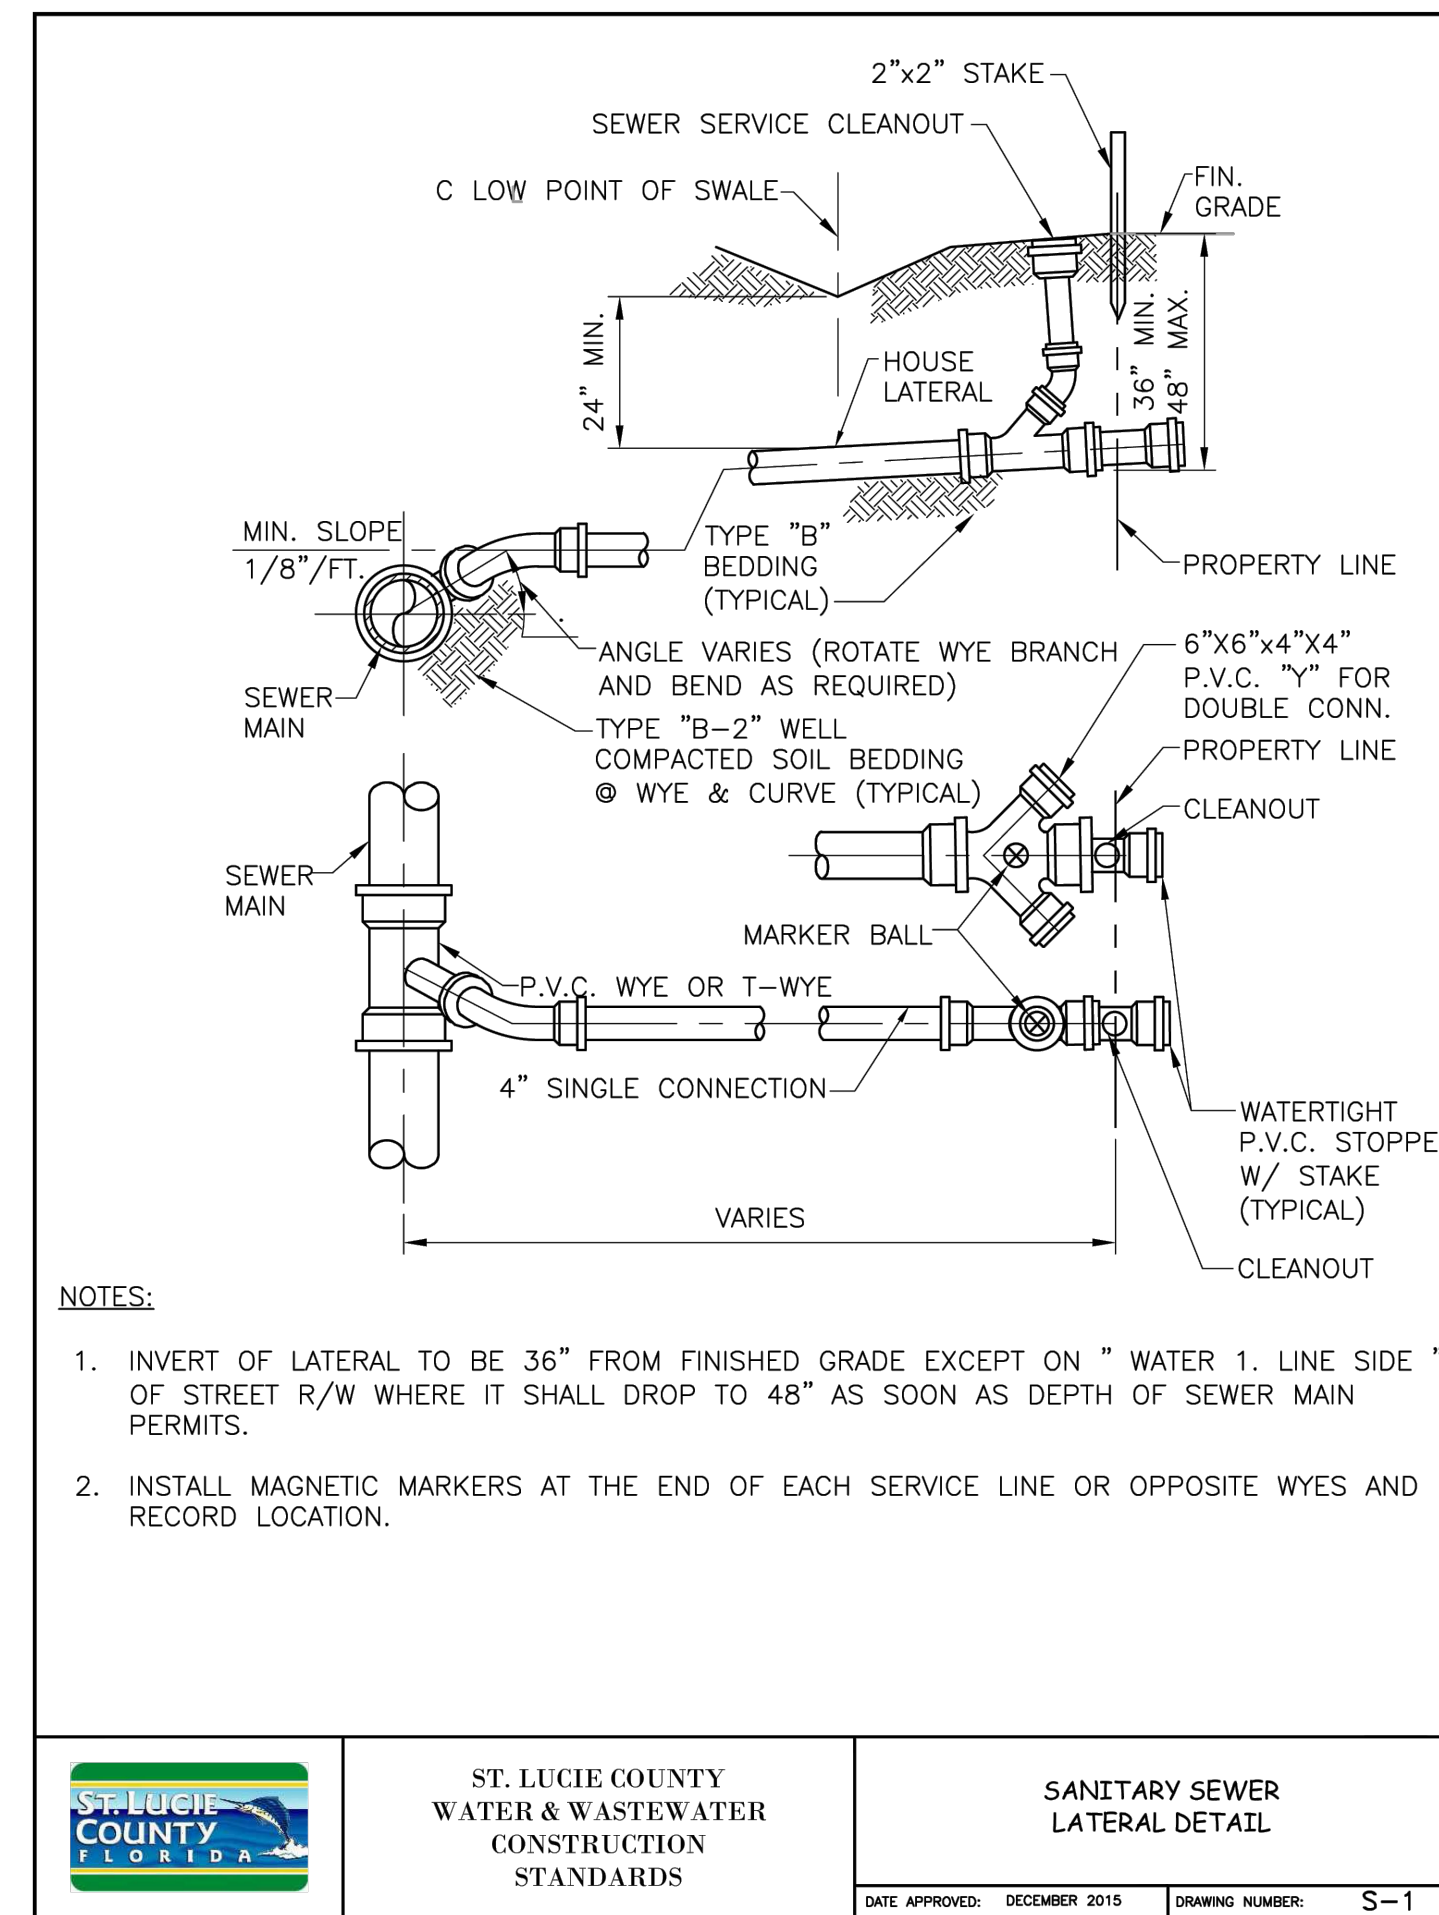 2"x2" STAKE
SEWER SERVICE CLEANOUT
C LOW POINT OF SWALE
L
FIN.
GRADE
24" MIN.
36" MIN.
48" MAX.
HOUSE
LATERAL
MIN. SLOPE
1/8"/FT.
TYPE "B"
BEDDING
(TYPICAL)
PROPERTY LINE
ANGLE VARIES (ROTATE WYE BRANCH
AND BEND AS REQUIRED)
6"X6"x4"X4"
P.V.C. "Y" FOR
DOUBLE CONN.
SEWER
MAIN
TYPE "B-2" WELL
COMPACTED SOIL BEDDING
@ WYE & CURVE (TYPICAL)
PROPERTY LINE
CLEANOUT
SEWER
MAIN
MARKER BALL
P.V.C. WYE OR T-WYE
4" SINGLE CONNECTION
WATERTIGHT
P.V.C. STOPPE
W/ STAKE
(TYPICAL)
VARIES
CLEANOUT
NOTES:
1. INVERT OF LATERAL TO BE 36" FROM FINISHED GRADE EXCEPT ON " WATER 1. LINE SIDE "
OF STREET R/W WHERE IT SHALL DROP TO 48" AS SOON AS DEPTH OF SEWER MAIN
PERMITS.
2. INSTALL MAGNETIC MARKERS AT THE END OF EACH SERVICE LINE OR OPPOSITE WYES AND
RECORD LOCATION.
ST. LUCIE
COUNTY
FLORIDA
ST. LUCIE COUNTY
WATER & WASTEWATER
CONSTRUCTION
STANDARDS
SANITARY SEWER
LATERAL DETAIL
DATE APPROVED: DECEMBER 2015
DRAWING NUMBER: S-1